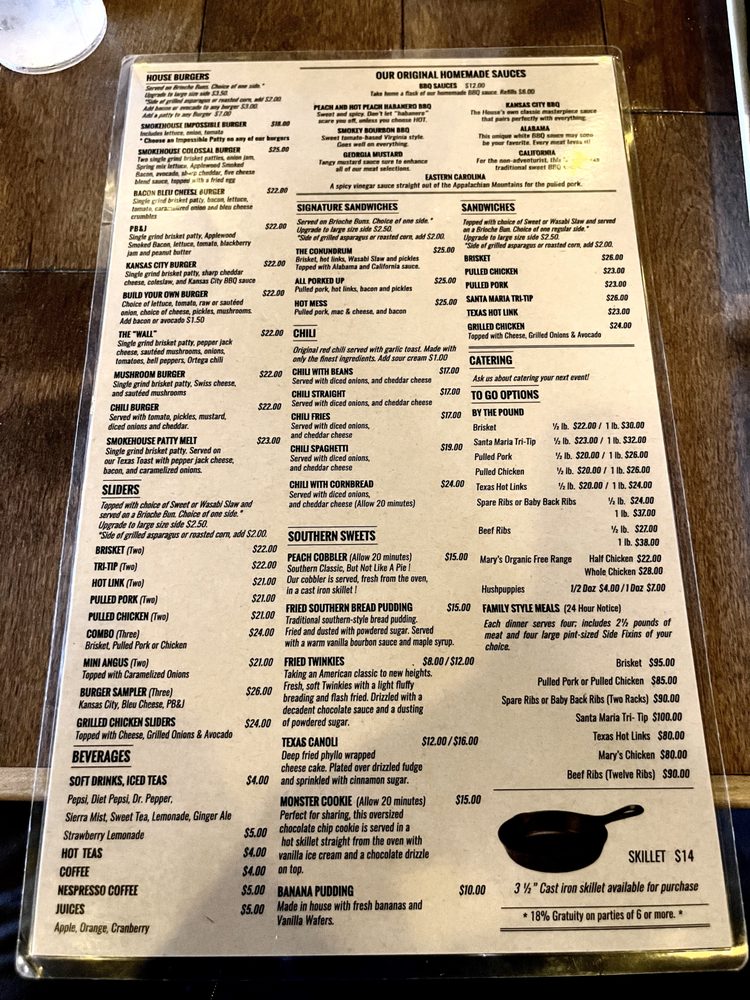 HOUSE BURGERS
Served on Brioche Buns. Choice of one side.*
Upgrade to large size side $3.50.
*Side of grilled asparagus or roasted corn, add $2.00
Add bacon or avocado to any burger $3.00.
Add a patty to any Burger $7.00
SMOKEHOUSE IMPOSSIBLE BURGER $18.00
Includes lettuce, onion, tomato
* Choose an Impossible Patty on any of our burgers
SMOKEHOUSE COLOSSAL BURGER $25.00
Two single grind brisket patties, onion jam,
Spring mix lettuce, Applewood Smoked
Bacon, avocado, sharp cheddar, five cheese
blend sauce, topped with a fried egg
BACON BLEU CHEESE BURGER $22.00
Single grind brisket patty, bacon, lettuce,
tomato, caramelized onion and bleu cheese
crumbles
PB&J $22.00
Single grind brisket patty, Applewood
Smoked Bacon, lettuce, tomato, blackberry
jam and peanut butter
KANSAS CITY BURGER $22.00
Single grind brisket patty, sharp cheddar
cheese, coleslaw, and Kansas City BBQ sauce
BUILD YOUR OWN BURGER $22.00
Choice of lettuce, tomato, raw or sautéed
onion, choice of cheese, pickles, mushrooms.
Add bacon or avocado $1.50
THE "WALL" $22.00
Single grind brisket patty, pepper jack
cheese, sautéed mushrooms, onions,
tomatoes, bell peppers, Ortega chili
MUSHROOM BURGER $22.00
Single grind brisket patty, Swiss cheese,
and sautéed mushrooms
CHILI BURGER $22.00
Served with tomato, pickles, mustard,
diced onions and cheddar.
SMOKEHOUSE PATTY MELT $23.00
Single grind brisket patty. Served on
our Texas Toast with pepper jack cheese,
bacon, and caramelized onions.
SLIDERS
Topped with choice of Sweet or Wasabi Slaw and
served on a Brioche Bun. Choice of one side.*
Upgrade to large size side $2.50.
*Side of grilled asparagus or roasted corn, add $2.00.
BRISKET (Two) $22.00
TRI-TIP (Two) $22.00
HOT LINK (Two) $21.00
PULLED PORK (Two) $21.00
PULLED CHICKEN (Two) $21.00
COMBO (Three) $24.00
Brisket, Pulled Pork or Chicken
MINI ANGUS (Two) $21.00
Topped with Caramelized Onions
BURGER SAMPLER (Three) $26.00
Kansas City, Bleu Cheese, PB&J
GRILLED CHICKEN SLIDERS $24.00
Topped with Cheese, Grilled Onions & Avocado
BEVERAGES
SOFT DRINKS, ICED TEAS $4.00
Pepsi, Diet Pepsi, Dr. Pepper,
Sierra Mist, Sweet Tea, Lemonade, Ginger Ale
Strawberry Lemonade $5.00
HOT TEAS $4.00
COFFEE $4.00
NESPRESSO COFFEE $5.00
JUICES $5.00
Apple, Orange, Cranberry
OUR ORIGINAL HOMEMADE SAUCES
BBQ SAUCES $12.00
Take home a flask of our homemade BBQ sauce. Refills $6.00
PEACH AND HOT PEACH HABANERO BBQ
Sweet and spicy. Don't let "habanero"
scare you off, unless you choose HOT.
SMOKEY BOURBON BBQ
Sweet tomato-based Virginia style.
Goes well on everything.
GEORGIA MUSTARD
Tangy mustard sauce sure to enhance
all of our meat selections.
KANSAS CITY BBQ
The House's own classic masterpiece sauce
that pairs perfectly with everything.
ALABAMA
This unique white BBQ sauce may soon
be your favorite. Every meat loves it!
CALIFORNIA
For the non-adventurist, this
traditional sweet BBQ
EASTERN CAROLINA
A spicy vinegar sauce straight out of the Appalachian Mountains for the pulled pork.
SIGNATURE SANDWICHES
Served on Brioche Buns. Choice of one side.*
Upgrade to large size side $2.50.
*Side of grilled asparagus or roasted corn, add $2.00.
THE CONUNDRUM $25.00
Brisket, hot links, Wasabi Slaw and pickles
Topped with Alabama and California sauce.
ALL PORKED UP $25.00
Pulled pork, hot links, bacon and pickles
HOT MESS $25.00
Pulled pork, mac & cheese, and bacon
CHILI
Original red chili served with garlic toast. Made with
only the finest ingredients. Add sour cream $1.00
CHILI WITH BEANS $17.00
Served with diced onions, and cheddar cheese
CHILI STRAIGHT $17.00
Served with diced onions, and cheddar cheese
CHILI FRIES $17.00
Served with diced onions,
and cheddar cheese
CHILI SPAGHETTI $19.00
Served with diced onions,
and cheddar cheese
CHILI WITH CORNBREAD $24.00
Served with diced onions,
and cheddar cheese (Allow 20 minutes)
SOUTHERN SWEETS
PEACH COBBLER (Allow 20 minutes) $15.00
Southern Classic, But Not Like A Pie !
Our cobbler is served, fresh from the oven,
in a cast iron skillet !
FRIED SOUTHERN BREAD PUDDING $15.00
Traditional southern-style bread pudding.
Fried and dusted with powdered sugar. Served
with a warm vanilla bourbon sauce and maple syrup.
FRIED TWINKIES $8.00 / $12.00
Taking an American classic to new heights.
Fresh, soft Twinkies with a light fluffy
breading and flash fried. Drizzled with a
decadent chocolate sauce and a dusting
of powdered sugar.
TEXAS CANOLI $12.00 / $16.00
Deep fried phyllo wrapped
cheese cake. Plated over drizzled fudge
and sprinkled with cinnamon sugar.
MONSTER COOKIE (Allow 20 minutes) $15.00
Perfect for sharing, this oversized
chocolate chip cookie is served in a
hot skillet straight from the oven with
vanilla ice cream and a chocolate drizzle
on top.
BANANA PUDDING $10.00
Made in house with fresh bananas and
Vanilla Wafers.
SANDWICHES
Topped with choice of Sweet or Wasabi Slaw and served
on a Brioche Bun. Choice of one regular side.*
Upgrade to large size side $2.50.
*Side of grilled asparagus or roasted corn, add $2.00.
BRISKET $26.00
PULLED CHICKEN $23.00
PULLED PORK $23.00
SANTA MARIA TRI-TIP $26.00
TEXAS HOT LINK $23.00
GRILLED CHICKEN $24.00
Topped with Cheese, Grilled Onions & Avocado
CATERING
Ask us about catering your next event!
TO GO OPTIONS
BY THE POUND
Brisket ½ lb. $22.00 / 1 lb. $30.00
Santa Maria Tri-Tip ½ lb. $23.00 / 1 lb. $32.00
Pulled Pork ½ lb. $20.00 / 1 lb. $26.00
Pulled Chicken ½ lb. $20.00 / 1 lb. $26.00
Texas Hot Links ½ lb. $20.00 / 1 lb. $24.00
Spare Ribs or Baby Back Ribs ½ lb. $24.00
1 lb. $37.00
Beef Ribs ½ lb. $27.00
1 lb. $38.00
Mary's Organic Free Range Half Chicken $22.00
Whole Chicken $28.00
Hushpuppies 1/2 Doz $4.00 / 1 Doz $7.00
FAMILY STYLE MEALS (24 Hour Notice)
Each dinner serves four; includes 2½ pounds of
meat and four large pint-sized Side Fixins of your
choice.
Brisket $95.00
Pulled Pork or Pulled Chicken $85.00
Spare Ribs or Baby Back Ribs (Two Racks) $90.00
Santa Maria Tri- Tip $100.00
Texas Hot Links $80.00
Mary's Chicken $80.00
Beef Ribs (Twelve Ribs) $90.00
SKILLET $14
3 ½" Cast iron skillet available for purchase
* 18% Gratuity on parties of 6 or more. *